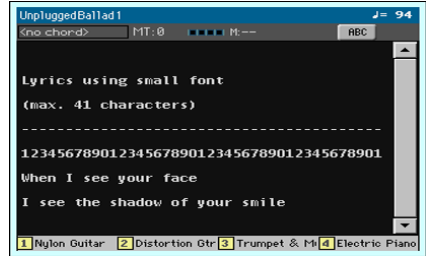 UnpluggedBallad1 ♩= 94
<no chord> MT:0 M:-- ABC
Lyrics using small font
(max. 41 characters)
-----------------------------------------
12345678901234567890123456789012345678901
When I see your face
I see the shadow of your smile
1 Nylon Guitar 2 Distortion Gtr 3 Trumpet & Mu 4 Electric Piano